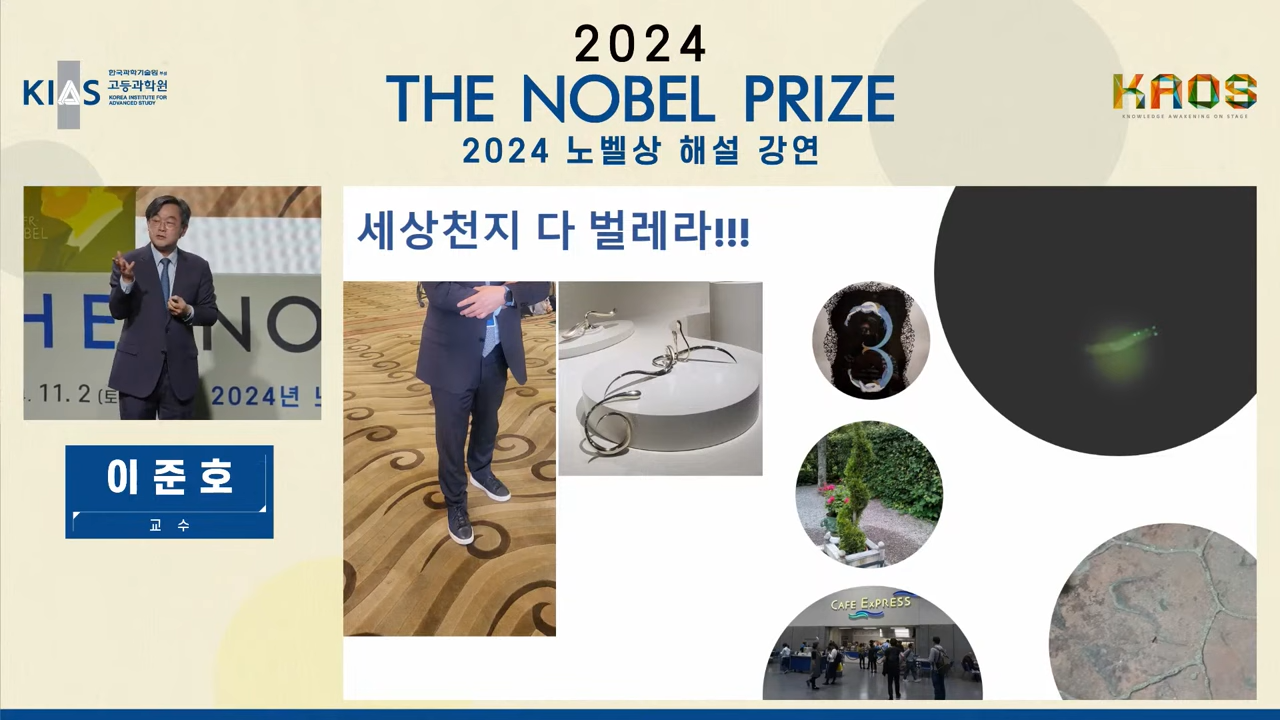 2024
THE NOBEL PRIZE
2024 노벨상 해설 강연
KIAS
한국과학기술원 부설
고등과학원
KOREA INSTITUTE FOR
ADVANCED STUDY
KAOS
KNOWLEDGE AWAKENING ON STAGE
BEL
HE NO
11. 2 (토
2024년
이준호
교 수
세상천지 다 벌레라!!!
3
CAFE EXPRESS